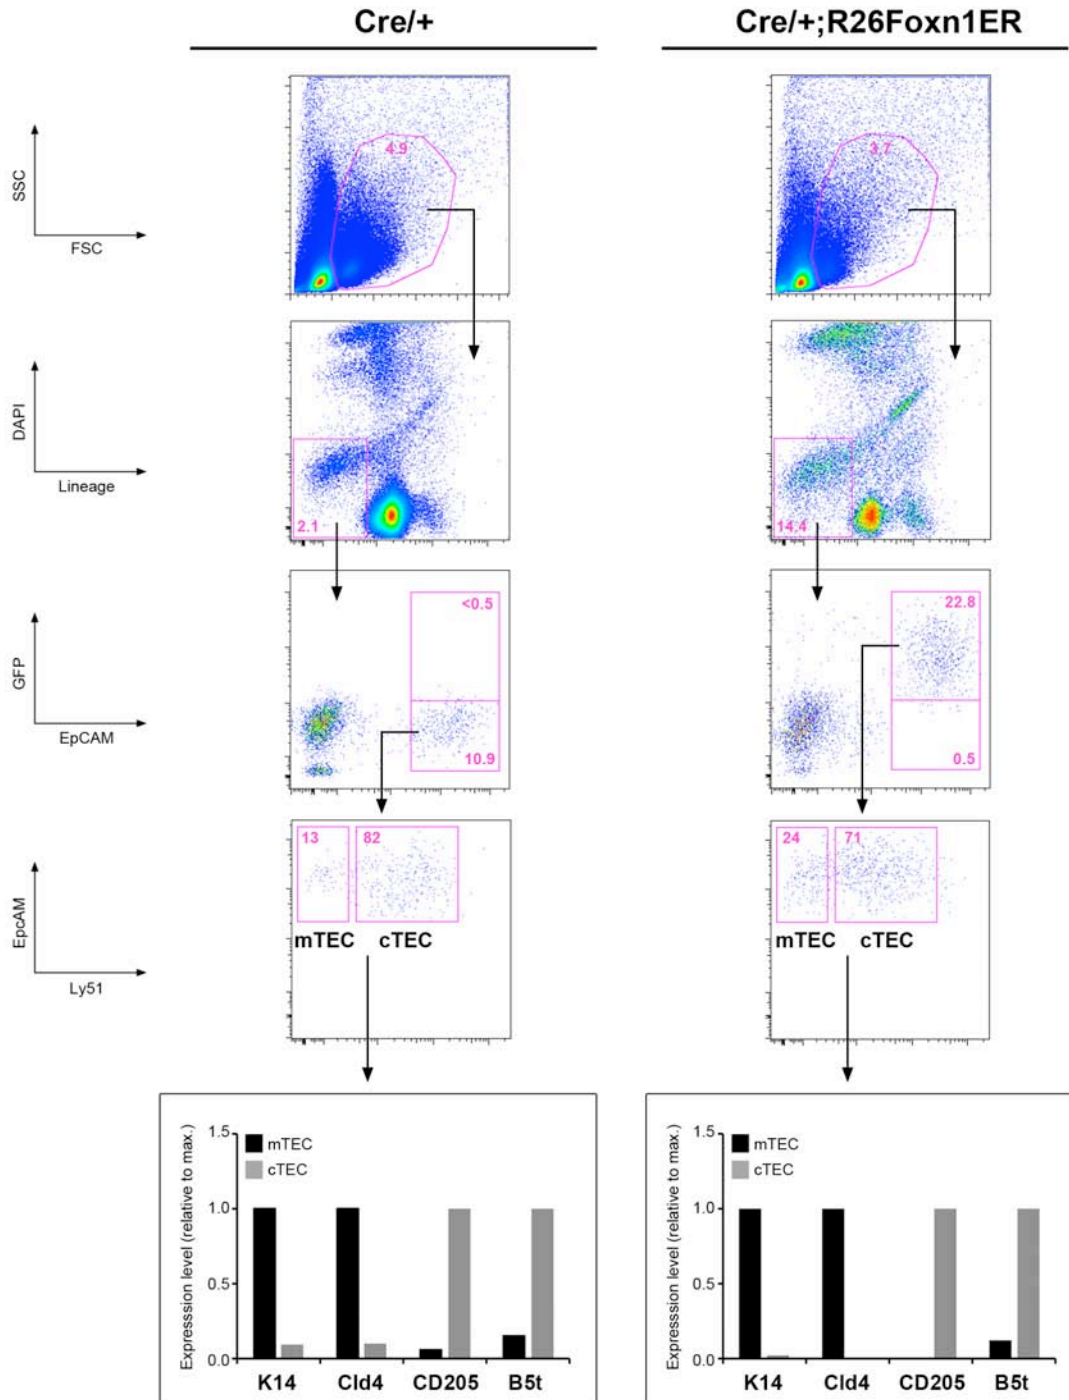 Cre/+
Cre/+;R26Foxn1ER
SSC
FSC
4.9
3.7
DAPI
Lineage
2.1
14.4
GFP
EpCAM
<0.5
10.9
22.8
0.5
EpcAM
Ly51
13
82
mTEC
cTEC
24
71
mTEC
cTEC
Expresssion level (relative to max.)
1.5
1.0
0.5
0.0
mTEC
cTEC
K14
Cld4
CD205
B5t
Expresssion level (relative to max.)
1.5
1.0
0.5
0.0
mTEC
cTEC
K14
Cld4
CD205
B5t